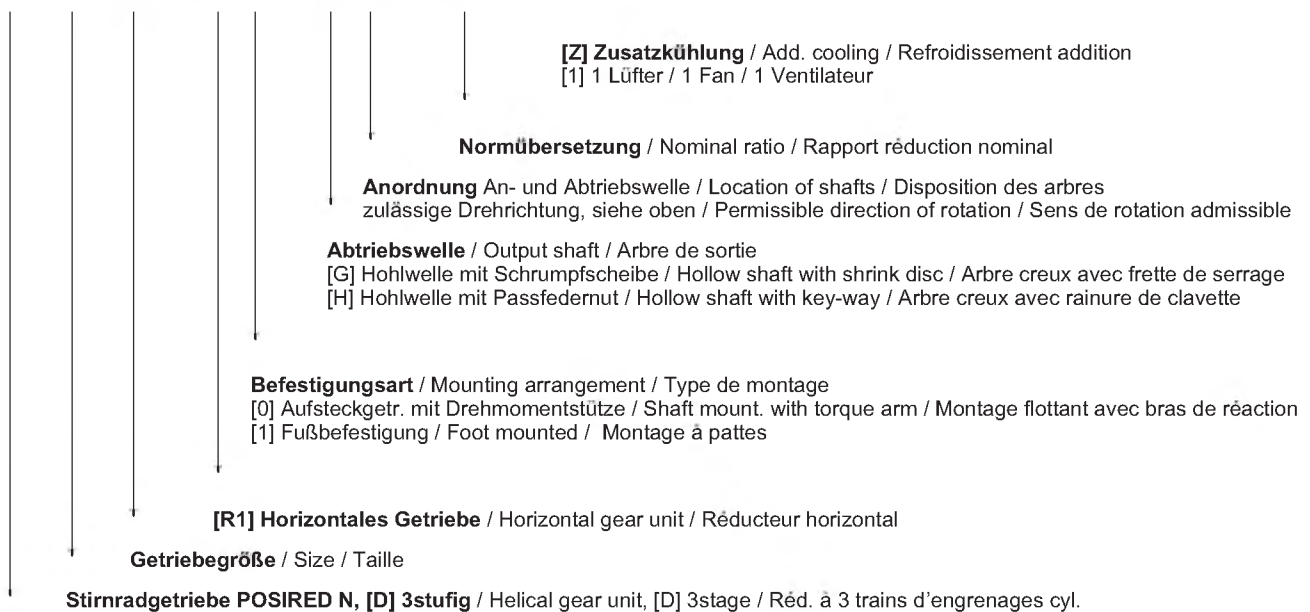 [Z] Zusatzkühlung / Add. cooling / Refroidissement addition
[1] 1 Lüfter / 1 Fan / 1 Ventilateur
Normübersetzung / Nominal ratio / Rapport réduction nominal
Anordnung An- und Abtriebswelle / Location of shafts / Disposition des arbres
zulässige Drehrichtung, siehe oben / Permissible direction of rotation / Sens de rotation admissible
Abtriebswelle / Output shaft / Arbre de sortie
[G] Hohlwelle mit Schrumpfscheibe / Hollow shaft with shrink disc / Arbre creux avec frette de serrage
[H] Hohlwelle mit Passfedernut / Hollow shaft with key-way / Arbre creux avec rainure de clavette
Befestigungsart / Mounting arrangement / Type de montage
[0] Aufsteckgetr. mit Drehmomentstütze / Shaft mount. with torque arm / Montage flottant avec bras de réaction
[1] Fußbefestigung / Foot mounted / Montage à pattes
[R1] Horizontales Getriebe / Horizontal gear unit / Réducteur horizontal
Getriebegröße / Size / Taille
Stirnradgetriebe POSIRED N, [D] 3stufig / Helical gear unit, [D] 3stage / Réd. à 3 trains d'engrenages cyl.